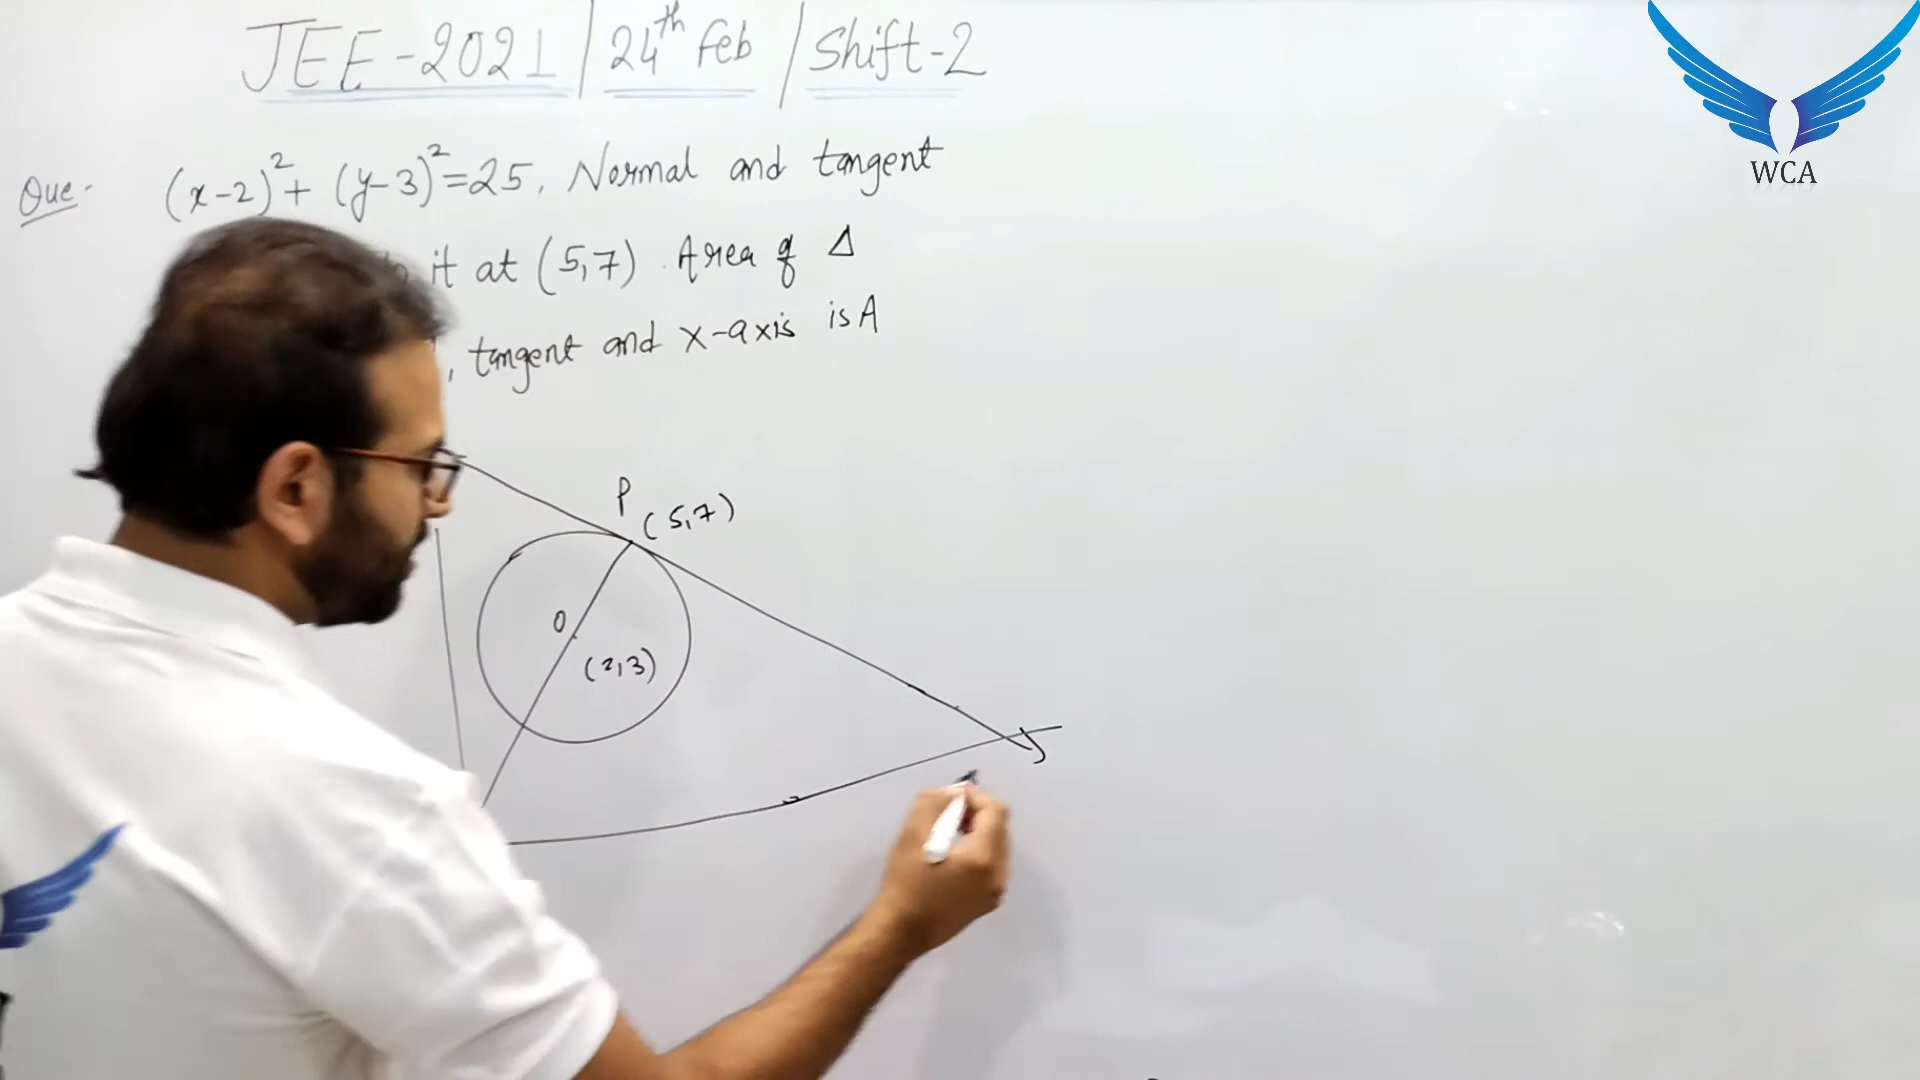 JEE-2021 / 24th Feb / Shift-2
WCA
Que- (x-2)²+ (y-3)²=25. Normal and tangent
it at (5,7). Area of Δ
, tangent and x-axis is A
P
(5,7)
O
(2,3)